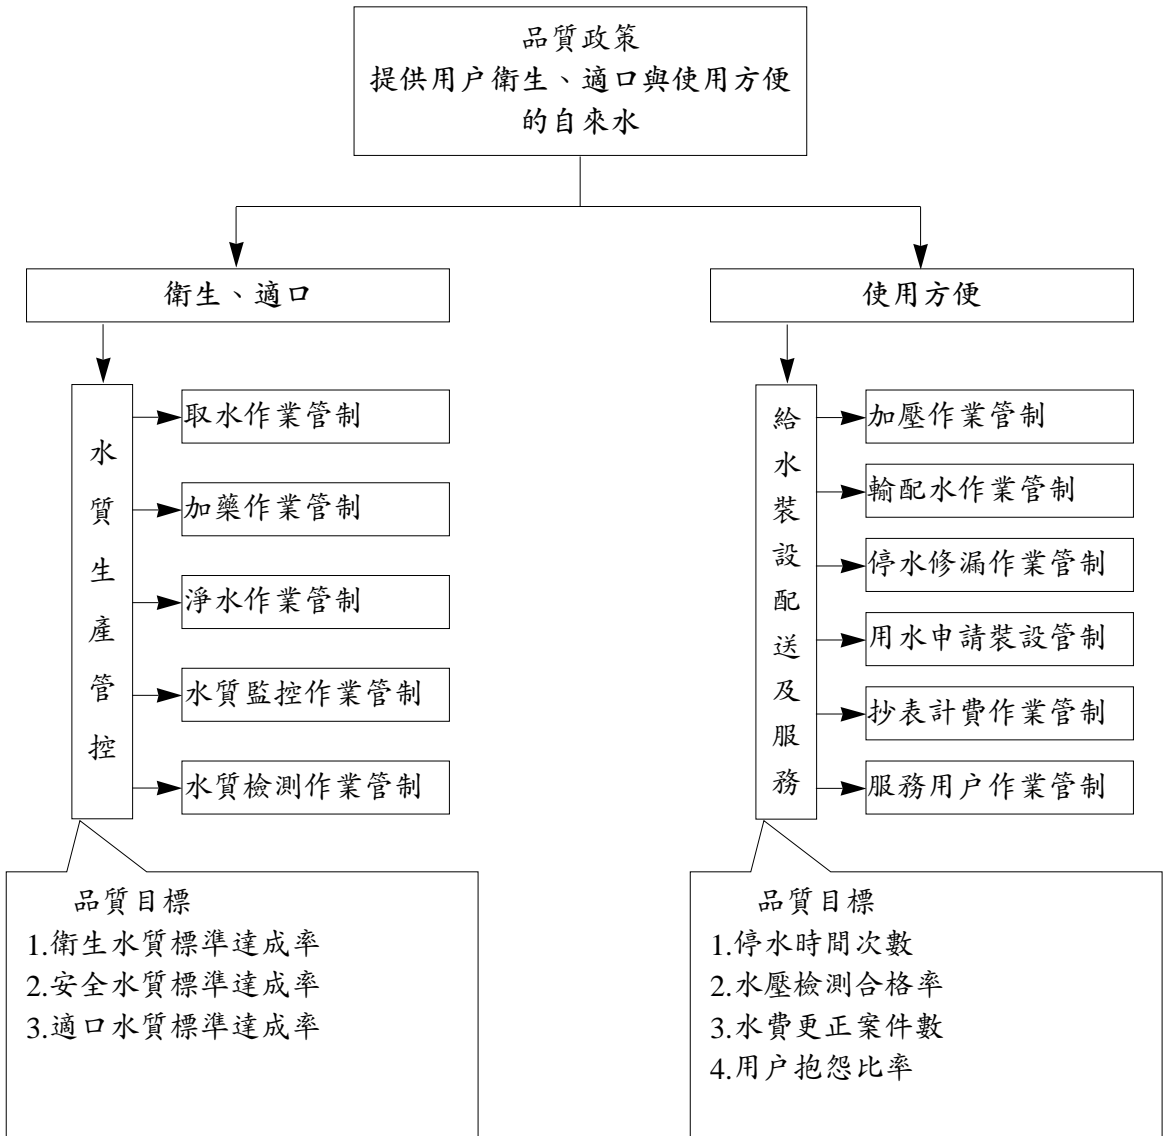 品質政策
提供用户衛生、適口與使用方便
的自來水
衛生、適口
水質生產管控
取水作業管制
加藥作業管制
淨水作業管制
水質監控作業管制
水質檢測作業管制
品質目標
1.衛生水質標準達成率
2.安全水質標準達成率
3.適口水質標準達成率
使用方便
給水裝設配送及服務
加壓作業管制
輸配水作業管制
停水修漏作業管制
用水申請裝設管制
抄表計費作業管制
服務用户作業管制
品質目標
1.停水時間次數
2.水壓檢測合格率
3.水費更正案件數
4.用户抱怨比率